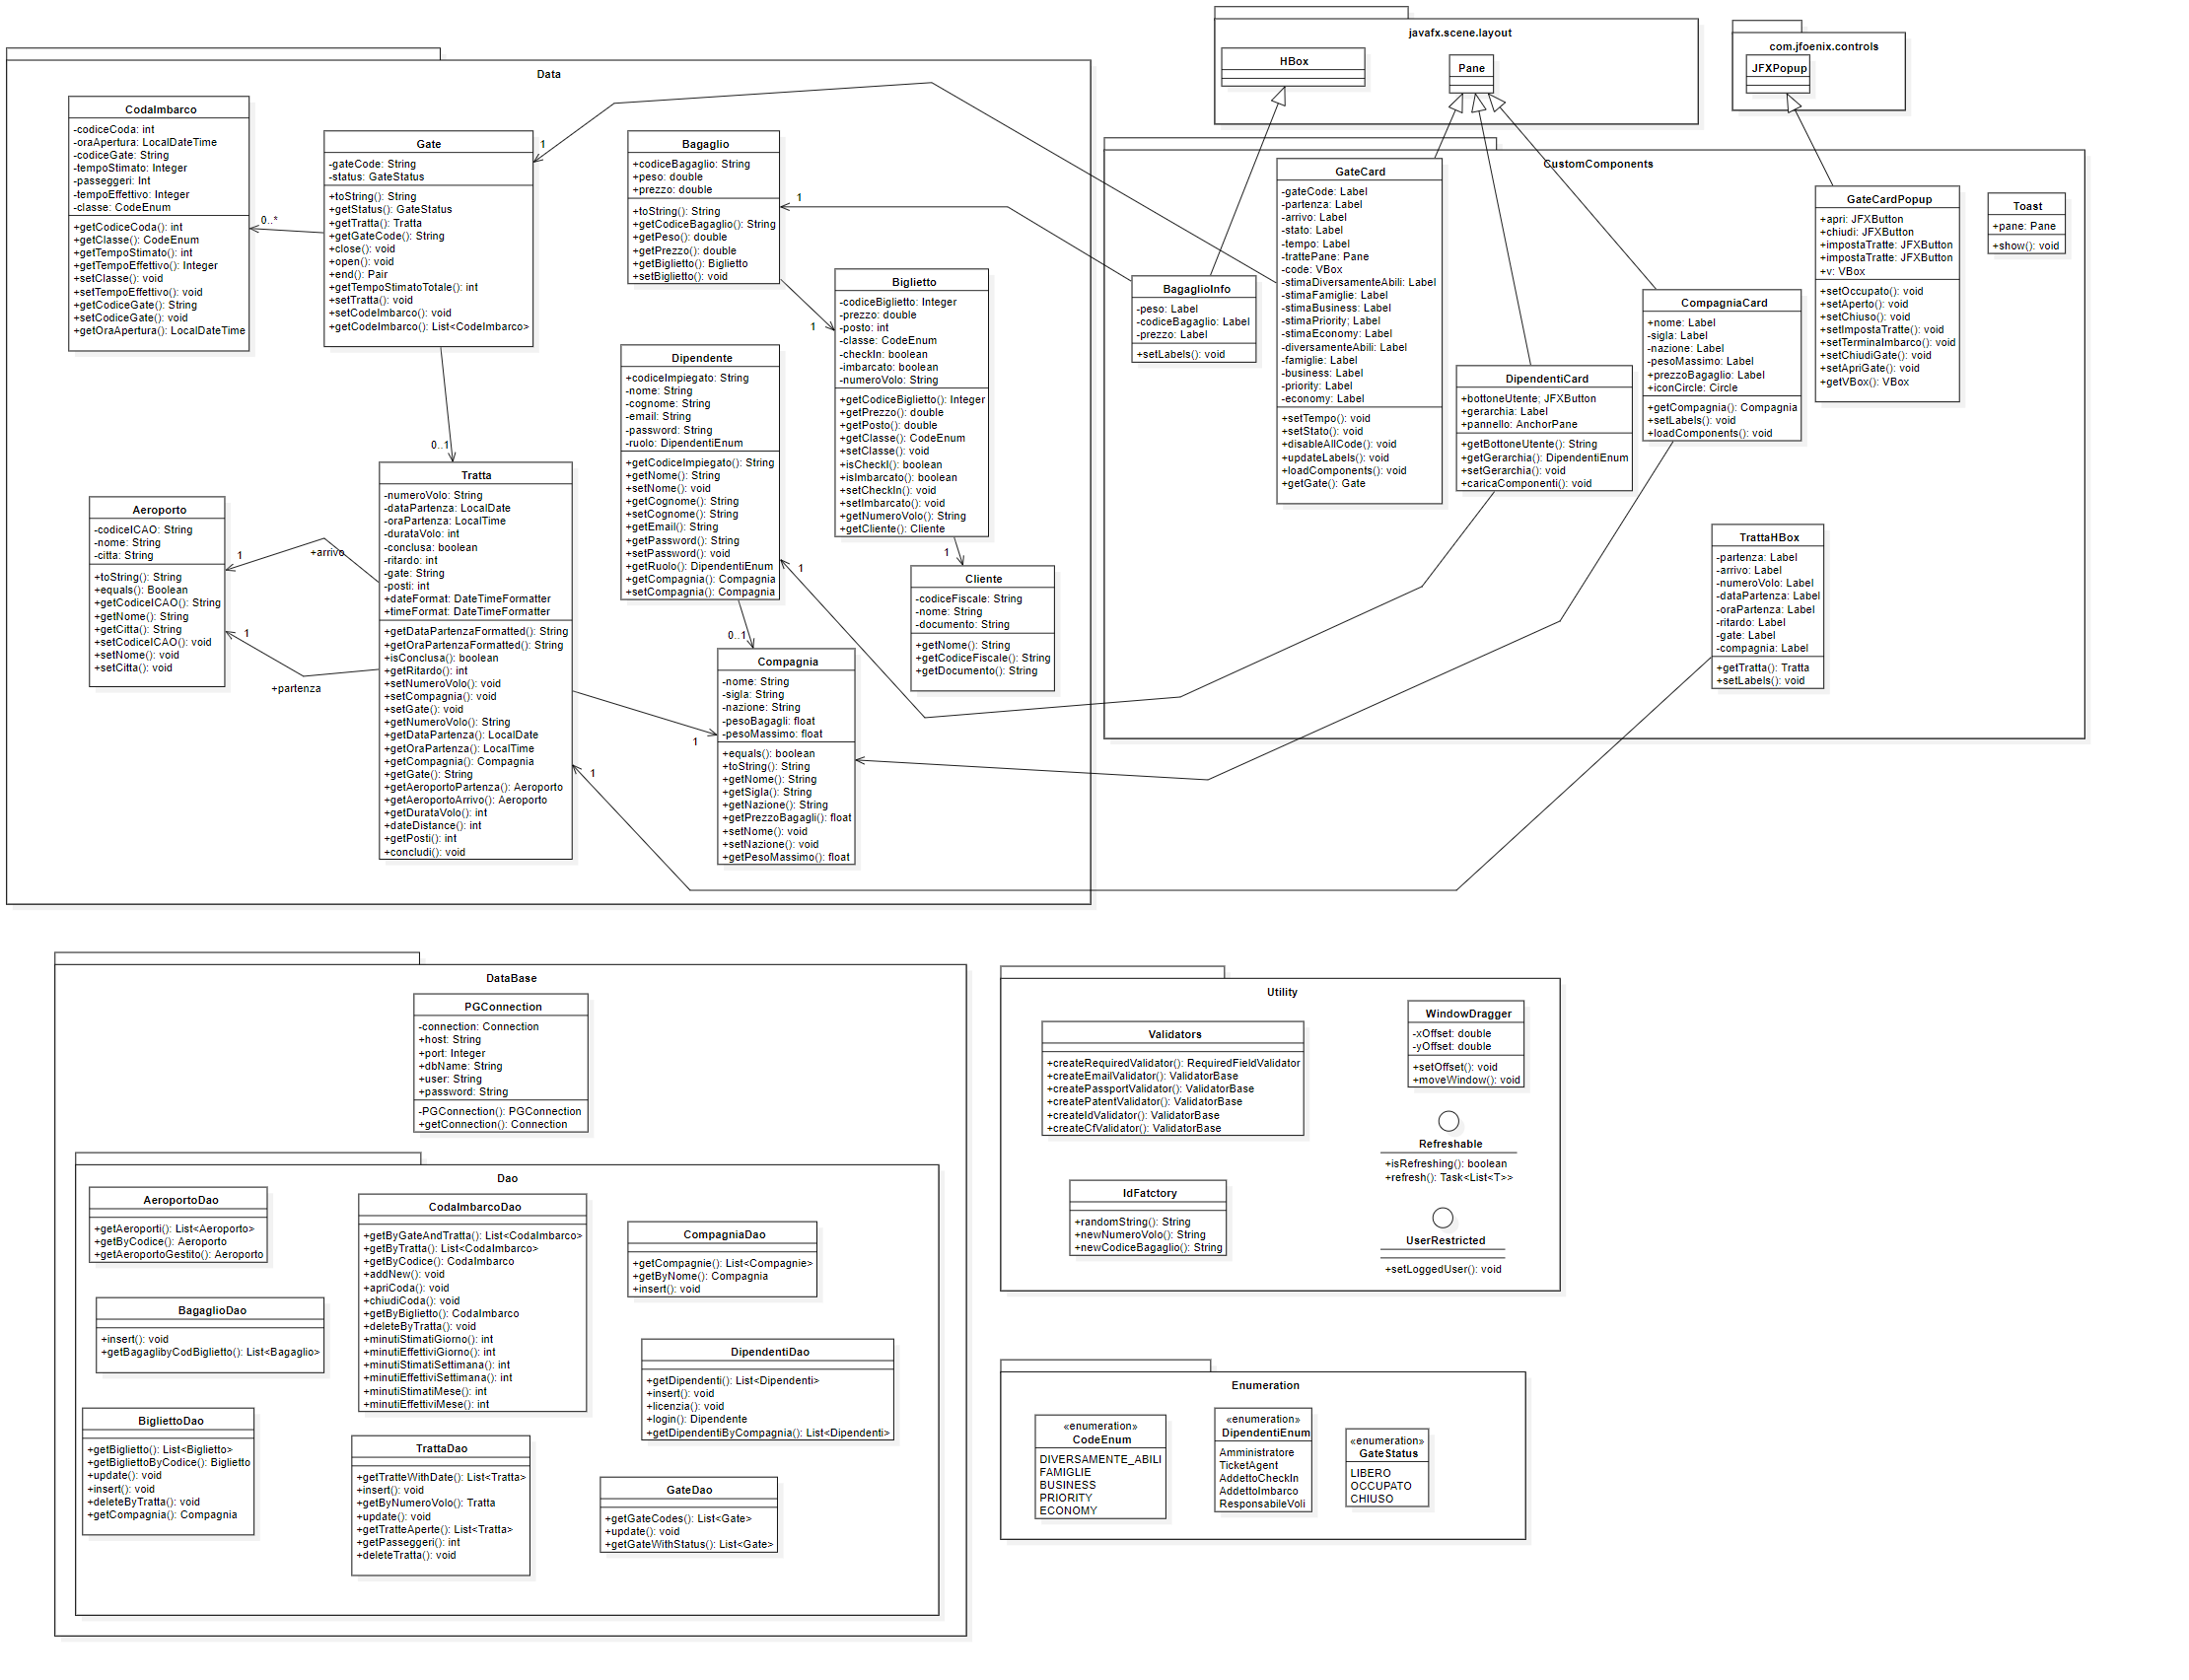 Data
CodaImbarco
-codiceCoda: int
-oraApertura: LocalDateTime
-codiceGate: String
-tempoStimato: Integer
-passeggeri: Int
-tempoEffettivo: Integer
-classe: CodeEnum
+getCodiceCoda(): int
+getClasse(): CodeEnum
+getTempoStimato(): int
+getTempoEffettivo(): Integer
+setClasse(): void
+setTempoEffettivo(): void
+getCodiceGate(): String
+setCodiceGate(): void
+getOraApertura(): LocalDateTime
0..*
Gate
-gateCode: String
-status: GateStatus
+toString(): String
+getStatus(): GateStatus
+getTratta(): Tratta
+getGateCode(): String
+close(): void
+open(): void
+end(): Pair
+getTempoStimatoTotale(): int
+setTratta(): void
+setCodeImbarco(): void
+getCodeImbarco(): List<CodeImbarco>
1
0..1
Bagaglio
+codiceBagaglio: String
+peso: double
+prezzo: double
+toString(): String
+getCodiceBagaglio(): String
+getPeso(): double
+getPrezzo(): double
+getBiglietto(): Biglietto
+setBiglietto(): void
1
1
Biglietto
-codiceBiglietto: Integer
-prezzo: double
-posto: int
-classe: CodeEnum
-checkIn: boolean
-imbarcato: boolean
-numeroVolo: String
+getCodiceBiglietto(): Integer
+getPrezzo(): double
+getPosto(): double
+getClasse(): CodeEnum
+setClasse(): void
+isCheckI(): boolean
+isImbarcato(): boolean
+setCheckIn(): void
+setImbarcato(): void
+getNumeroVolo(): String
+getCliente(): Cliente
1
Dipendente
+codiceImpiegato: String
-nome: String
-cognome: String
-email: String
-password: String
-ruolo: DipendentiEnum
+getCodiceImpiegato(): String
+getNome(): String
+setNome(): void
+getCognome(): String
+setCognome(): String
+getEmail(): String
+getPassword(): String
+setPassword(): void
+getRuolo(): DipendentiEnum
+getCompagnia(): Compagnia
+setCompagnia(): Compagnia
1
0..1
Cliente
-codiceFiscale: String
-nome: String
-documento: String
+getNome(): String
+getCodiceFiscale(): String
+getDocumento(): String
Aeroporto
-codiceICAO: String
-nome: String
-citta: String
+toString(): String
+equals(): Boolean
+getCodiceICAO(): String
+getNome(): String
+getCitta(): String
+setCodiceICAO(): void
+setNome(): void
+setCitta(): void
1
+arrivo
1
+partenza
Tratta
-numeroVolo: String
-dataPartenza: LocalDate
-oraPartenza: LocalTime
-durataVolo: int
-conclusa: boolean
-ritardo: int
-gate: String
-posti: int
+dateFormat: DateTimeFormatter
+timeFormat: DateTimeFormatter
+getDataPartenzaFormatted(): String
+getOraPartenzaFormatted(): String
+isConclusa(): boolean
+getRitardo(): int
+setNumeroVolo(): void
+setCompagnia(): void
+setGate(): void
+getNumeroVolo(): String
+getDataPartenza(): LocalDate
+getOraPartenza(): LocalTime
+getCompagnia(): Compagnia
+getGate(): String
+getAeroportoPartenza(): Aeroporto
+getAeroportoArrivo(): Aeroporto
+getDurataVolo(): int
+dateDistance(): int
+getPosti(): int
+concludi(): void
1
1
Compagnia
-nome: String
-sigla: String
-nazione: String
-pesoBagagli: float
-pesoMassimo: float
+equals(): boolean
+toString(): String
+getNome(): String
+getSigla(): String
+getNazione(): String
+getPrezzoBagagli(): float
+setNome(): void
+setNazione(): void
+getPesoMassimo(): float
javafx.scene.layout
HBox
Pane
com.jfoenix.controls
JFXPopup
CustomComponents
BagaglioInfo
-peso: Label
-codiceBagaglio: Label
-prezzo: Label
+setLabels(): void
GateCard
-gateCode: Label
-partenza: Label
-arrivo: Label
-stato: Label
-tempo: Label
-trattePane: Pane
-code: VBox
-stimaDiversamenteAbili: Label
-stimaFamiglie: Label
-stimaBusiness: Label
-stimaPriority: Label
-stimaEconomy: Label
-diversamenteAbili: Label
-famiglie: Label
-business: Label
-priority: Label
-economy: Label
+setTempo(): void
+setStato(): void
+disableAllCode(): void
+updateLabels(): void
+loadComponents(): void
+getGate(): Gate
DipendentiCard
+bottoneUtente: JFXButton
+gerarchia: Label
+pannello: AnchorPane
+getBottoneUtente(): String
+getGerarchia(): DipendentiEnum
+setGerarchia(): void
+caricaComponenti(): void
CompagniaCard
+nome: Label
-sigla: Label
-nazione: Label
-pesoMassimo: Label
+prezzoBagaglio: Label
+iconCircle: Circle
+getCompagnia(): Compagnia
+setLabels(): void
+loadComponents(): void
GateCardPopup
+apri: JFXButton
+chiudi: JFXButton
+impostaTratte: JFXButton
+impostaTratte: JFXButton
+v: VBox
+setOccupato(): void
+setAperto(): void
+setChiuso(): void
+setImpostaTratte(): void
+setTerminaImbarco(): void
+setChiudiGate(): void
+setApriGate(): void
+getVBox(): VBox
Toast
+pane: Pane
+show(): void
TrattaHBox
-partenza: Label
-arrivo: Label
-numeroVolo: Label
-dataPartenza: Label
-oraPartenza: Label
-ritardo: Label
-gate: Label
-compagnia: Label
+getTratta(): Tratta
+setLabels(): void
DataBase
PGConnection
-connection: Connection
+host: String
+port: Integer
+dbName: String
+user: String
+password: String
-PGConnection(): PGConnection
+getConnection(): Connection
Dao
AeroportoDao
+getAeroporti(): List<Aeroporto>
+getByCodice: Aeroporto
+getAeroportoGestito(): Aeroporto
BagaglioDao
+insert(): void
+getBagaglibyCodBiglietto(): List<Bagaglio>
BigliettoDao
+getBiglietto(): List<Biglietto>
+getBigliettoByCodice(): Biglietto
+update(): void
+insert(): void
+deleteByTratta(): void
+getCompagnia(): Compagnia
CodaImbarcoDao
+getByGateAndTratta(): List<CodaImbarco>
+getByTratta(): List<CodaImbarco>
+getByCodice(): CodaImbarco
+addNew(): void
+apriCoda(): void
+chiudiCoda(): void
+getByBiglietto(): CodaImbarco
+deleteByTratta(): void
+minutiStimatiGiorno(): int
+minutiEffettiviGiorno(): int
+minutiStimatiSettimana(): int
+minutiEffettiviSettimana(): int
+minutiStimatiMese(): int
+minutiEffettiviMese(): int
TrattaDao
+getTratteWithDate(): List<Tratta>
+insert(): void
+getByNumeroVolo(): Tratta
+update(): void
+getTratteAperte(): List<Tratta>
+getPasseggeri(): int
+deleteTratta(): void
CompagniaDao
+getCompagnie(): List<Compagnie>
+getByNome(): Compagnia
+insert(): void
DipendentiDao
+getDipendenti(): List<Dipendenti>
+insert(): void
+licenzia(): void
+login(): Dipendente
+getDipendentiByCompagnia(): List<Dipendenti>
GateDao
+getGateCodes(): List<Gate>
+update(): void
+getGateWithStatus(): List<Gate>
Utility
Validators
+createRequiredValidator(): RequiredFieldValidator
+createEmailValidator(): ValidatorBase
+createPassportValidator(): ValidatorBase
+createPatentValidator(): ValidatorBase
+createIdValidator(): ValidatorBase
+createCfValidator(): ValidatorBase
IdFatctory
+randomString(): String
+newNumeroVolo(): String
+newCodiceBagaglio(): String
WindowDragger
-xOffset: double
-yOffset: double
+setOffset(): void
+moveWindow(): void
Refreshable
+isRefreshing(): boolean
+refresh(): Task<List<T>>
UserRestricted
+setLoggedUser(): void
Enumeration
«enumeration»
CodeEnum
DIVERSAMENTE_ABILI
FAMIGLIE
BUSINESS
PRIORITY
ECONOMY
«enumeration»
DipendentiEnum
Amministratore
TicketAgent
AddettoCheckIn
AddettoImbarco
ResponsabileVoli
«enumeration»
GateStatus
LIBERO
OCCUPATO
CHIUSO